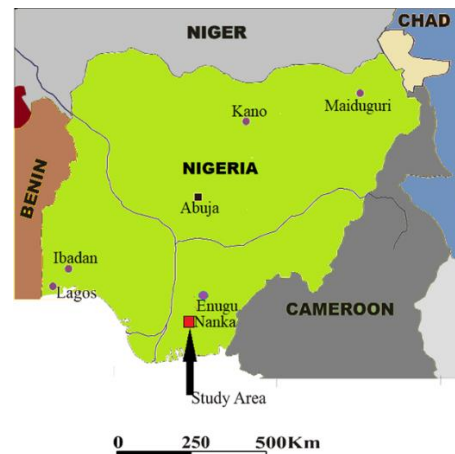 CHAD
NIGER
Maiduguri
Kano
NIGERIA
BENIN
Abuja
Ibadan
Lagos
Enugu
Nanka
CAMEROON
Study Area
0 250 500Km